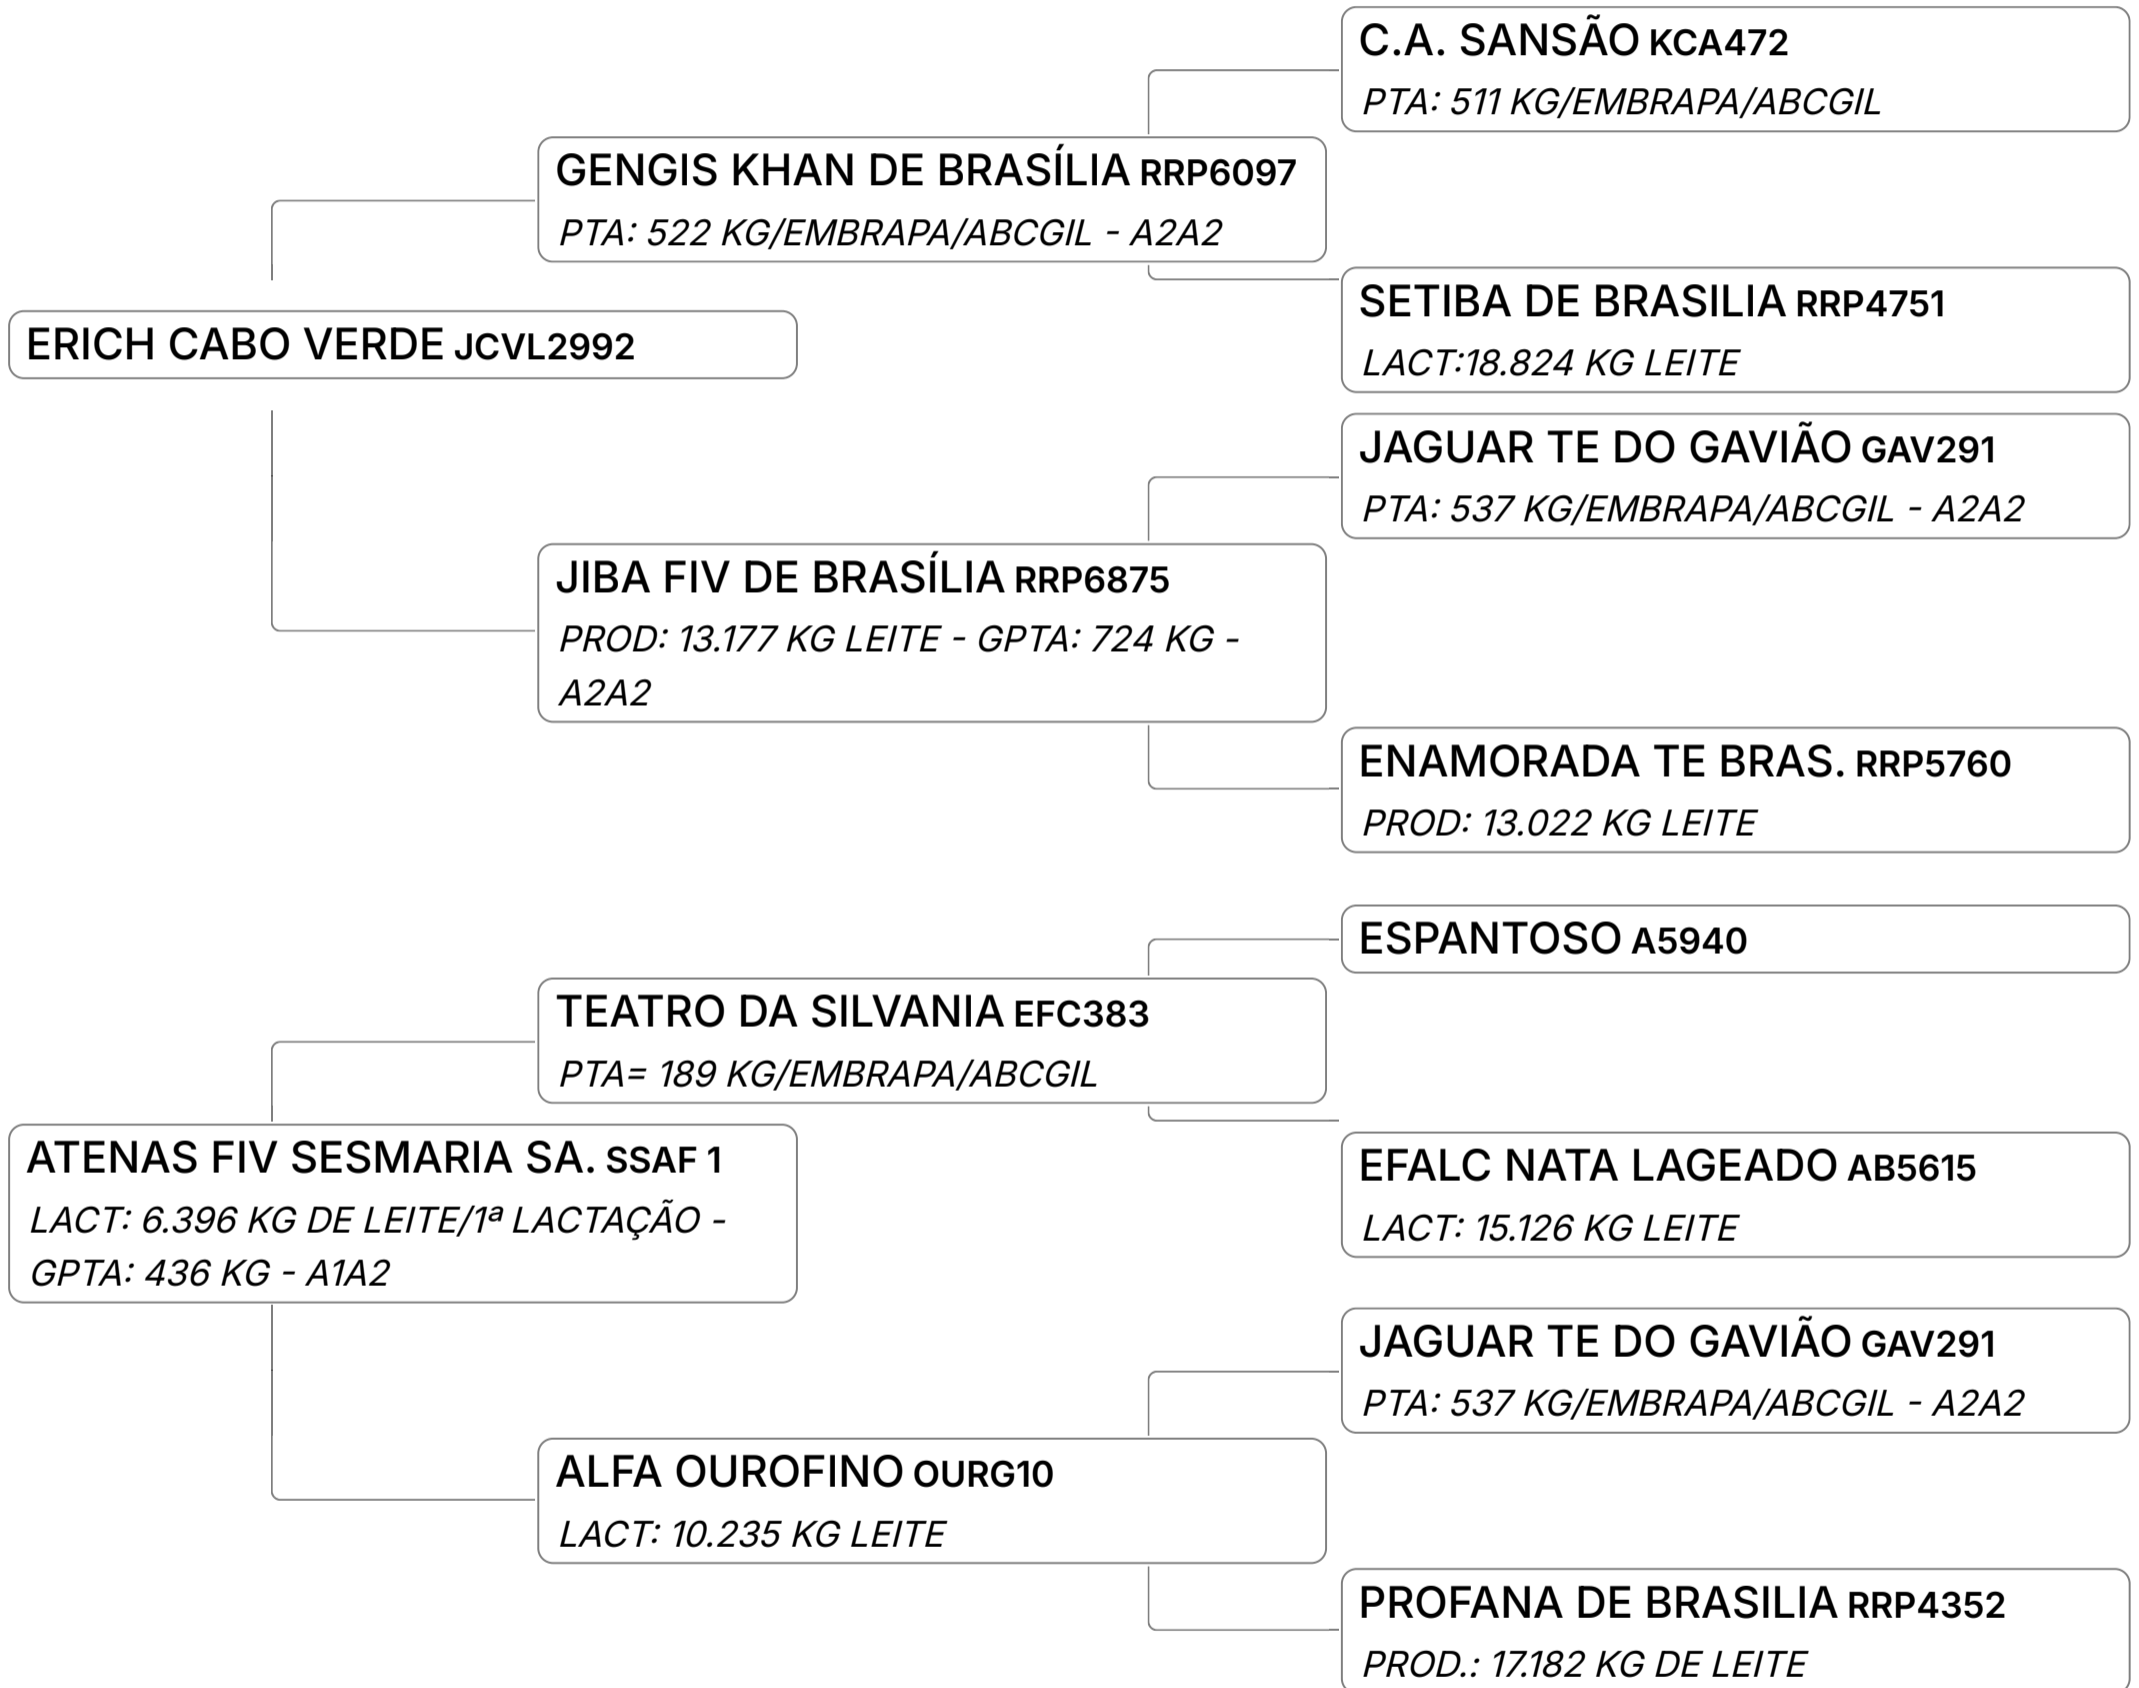 C.A. SANSÃO KCA472
PTA: 511 KG/EMBRAPA/ABCGIL
GENGIS KHAN DE BRASÍLIA RRP6097
PTA: 522 KG/EMBRAPA/ABCGIL - A2A2
SETIBA DE BRASILIA RRP4751
LACT:18.824 KG LEITE
ERICH CABO VERDE JCVL2992
JAGUAR TE DO GAVIÃO GAV291
PTA: 537 KG/EMBRAPA/ABCGIL - A2A2
JIBA FIV DE BRASÍLIA RRP6875
PROD: 13.177 KG LEITE - GPTA: 724 KG -
A2A2
ENAMORADA TE BRAS. RRP5760
PROD: 13.022 KG LEITE
ESPANTOSO A5940
TEATRO DA SILVANIA EFC383
PTA= 189 KG/EMBRAPA/ABCGIL
EFALC NATA LAGEADO AB5615
LACT: 15.126 KG LEITE
ATENAS FIV SESMARIA SA. SSAF 1
LACT: 6.396 KG DE LEITE/1ª LACTAÇÃO -
GPTA: 436 KG - A1A2
JAGUAR TE DO GAVIÃO GAV291
PTA: 537 KG/EMBRAPA/ABCGIL - A2A2
ALFA OUROFINO OURG10
LACT: 10.235 KG LEITE
PROFANA DE BRASILIA RRP4352
PROD.: 17.182 KG DE LEITE